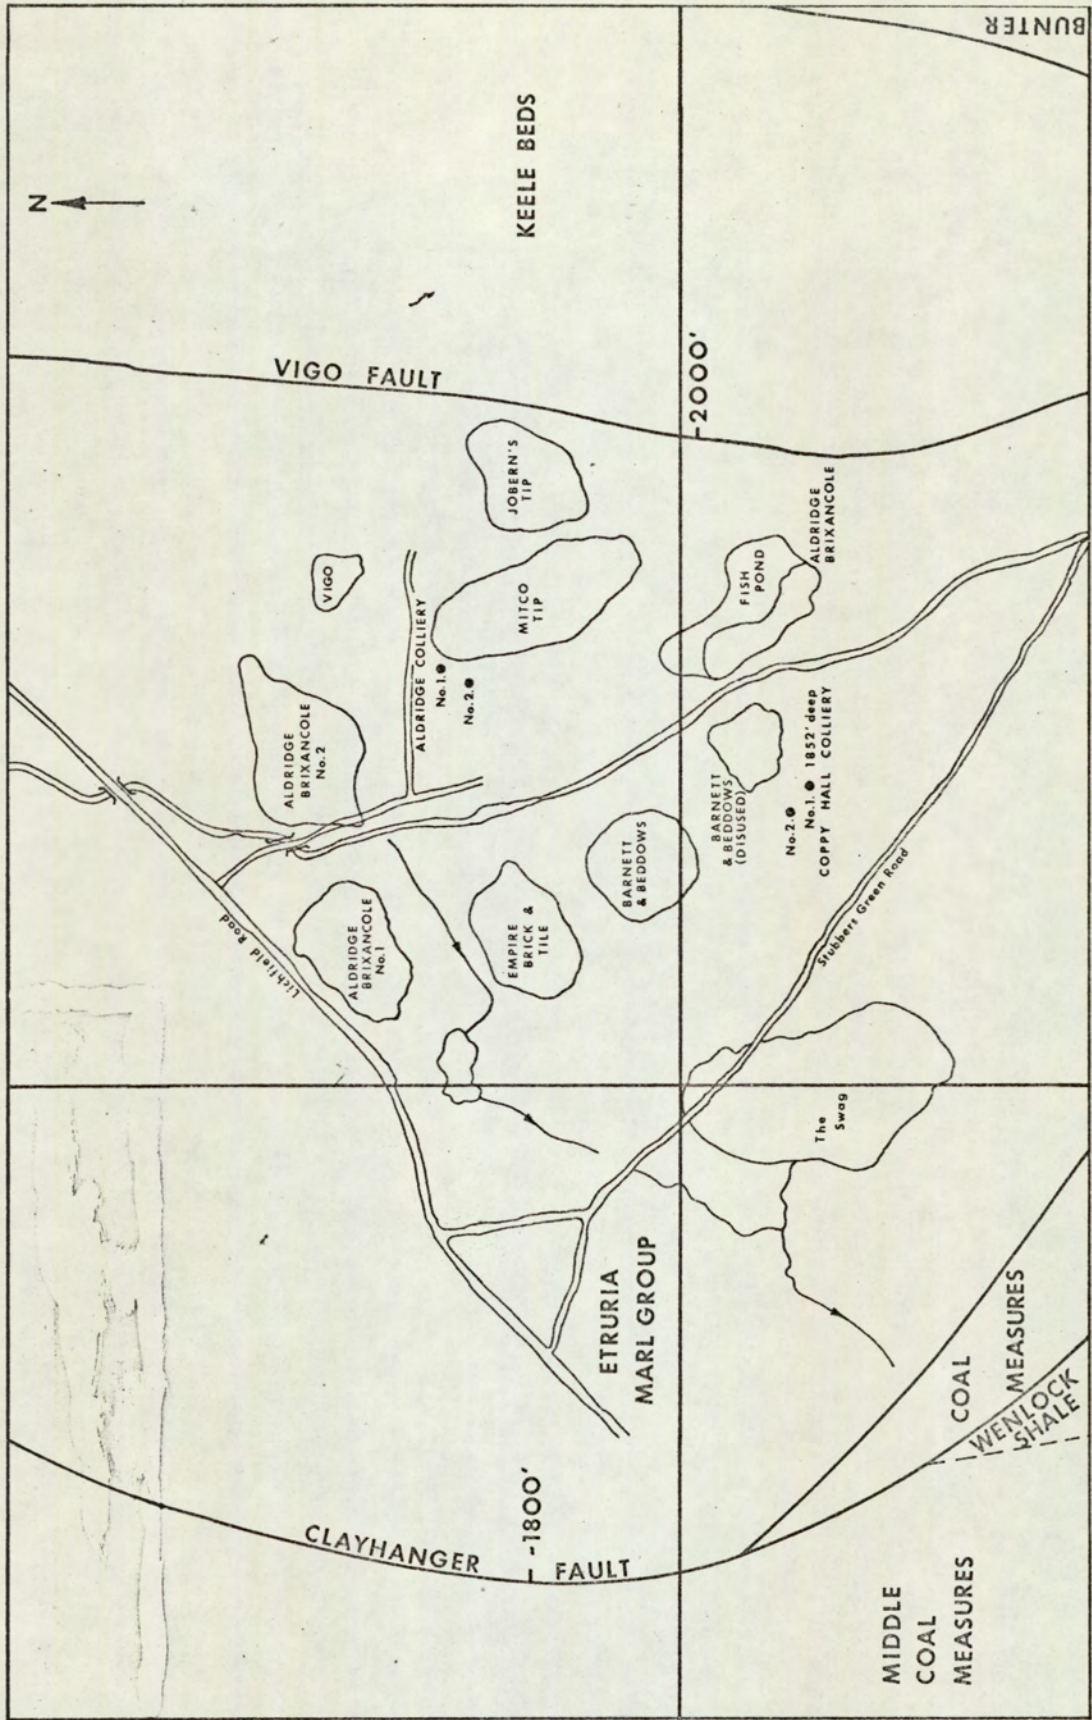 BUNTER
N
KEELE BEDS
VIGO FAULT
-2000'
JOBERN'S
TIP
VIGO
MITCO
TIP
FISH
POND
ALDRIDGE
BRIXANCOLE
ALDRIDGE COLLIERY
No.1.
No.2.
ALDRIDGE
BRIXANCOLE
No.2
BARNETT
& BEDDOWS
(DISUSED)
No.2.
No.1. 1852' deep
COPPY HALL COLLIERY
BARNETT
& BEDDOWS
EMPIRE
BRICK &
TILE
ALDRIDGE
BRIXANCOLE
No.1
Lichfield Road
Stubbers Green Road
The
Swag
ETRURIA
MARL GROUP
COAL
MEASURES
WENLOCK
SHALE
CLAYHANGER FAULT
-1800'
MIDDLE
COAL
MEASURES